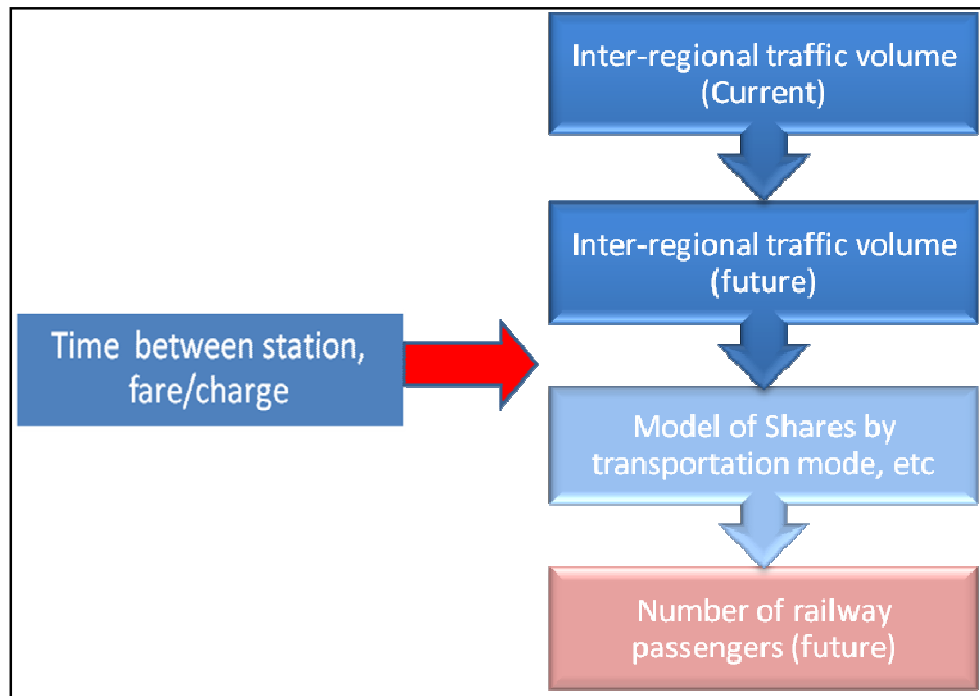 Inter-regional traffic volume
(Current)
Inter-regional traffic volume
(future)
Time between station,
fare/charge
Model of Shares by
transportation mode, etc
Number of railway
passengers (future)